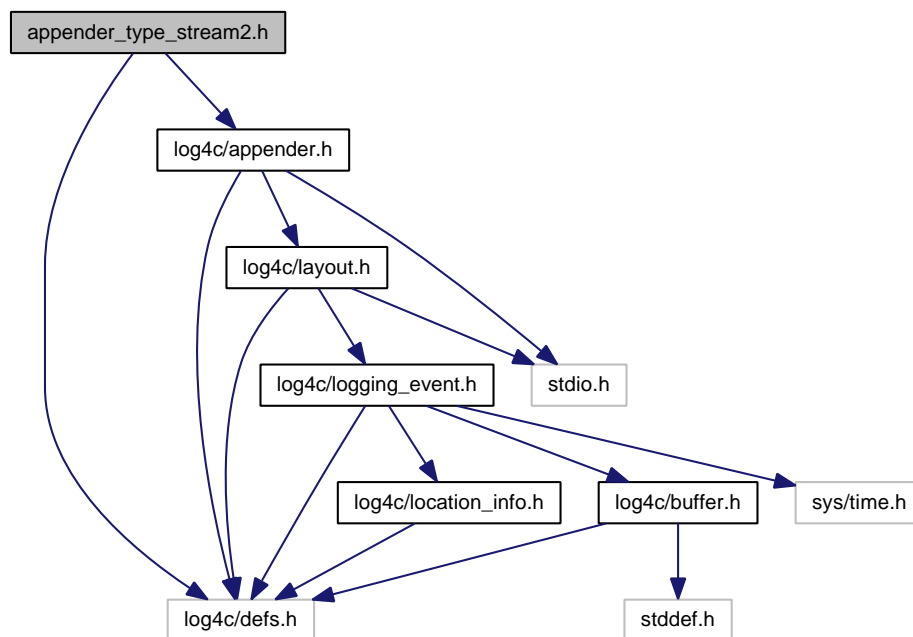 appender_type_stream2.h
log4c/appender.h
log4c/layout.h
log4c/logging_event.h
stdio.h
log4c/location_info.h
log4c/buffer.h
sys/time.h
log4c/defs.h
stddef.h